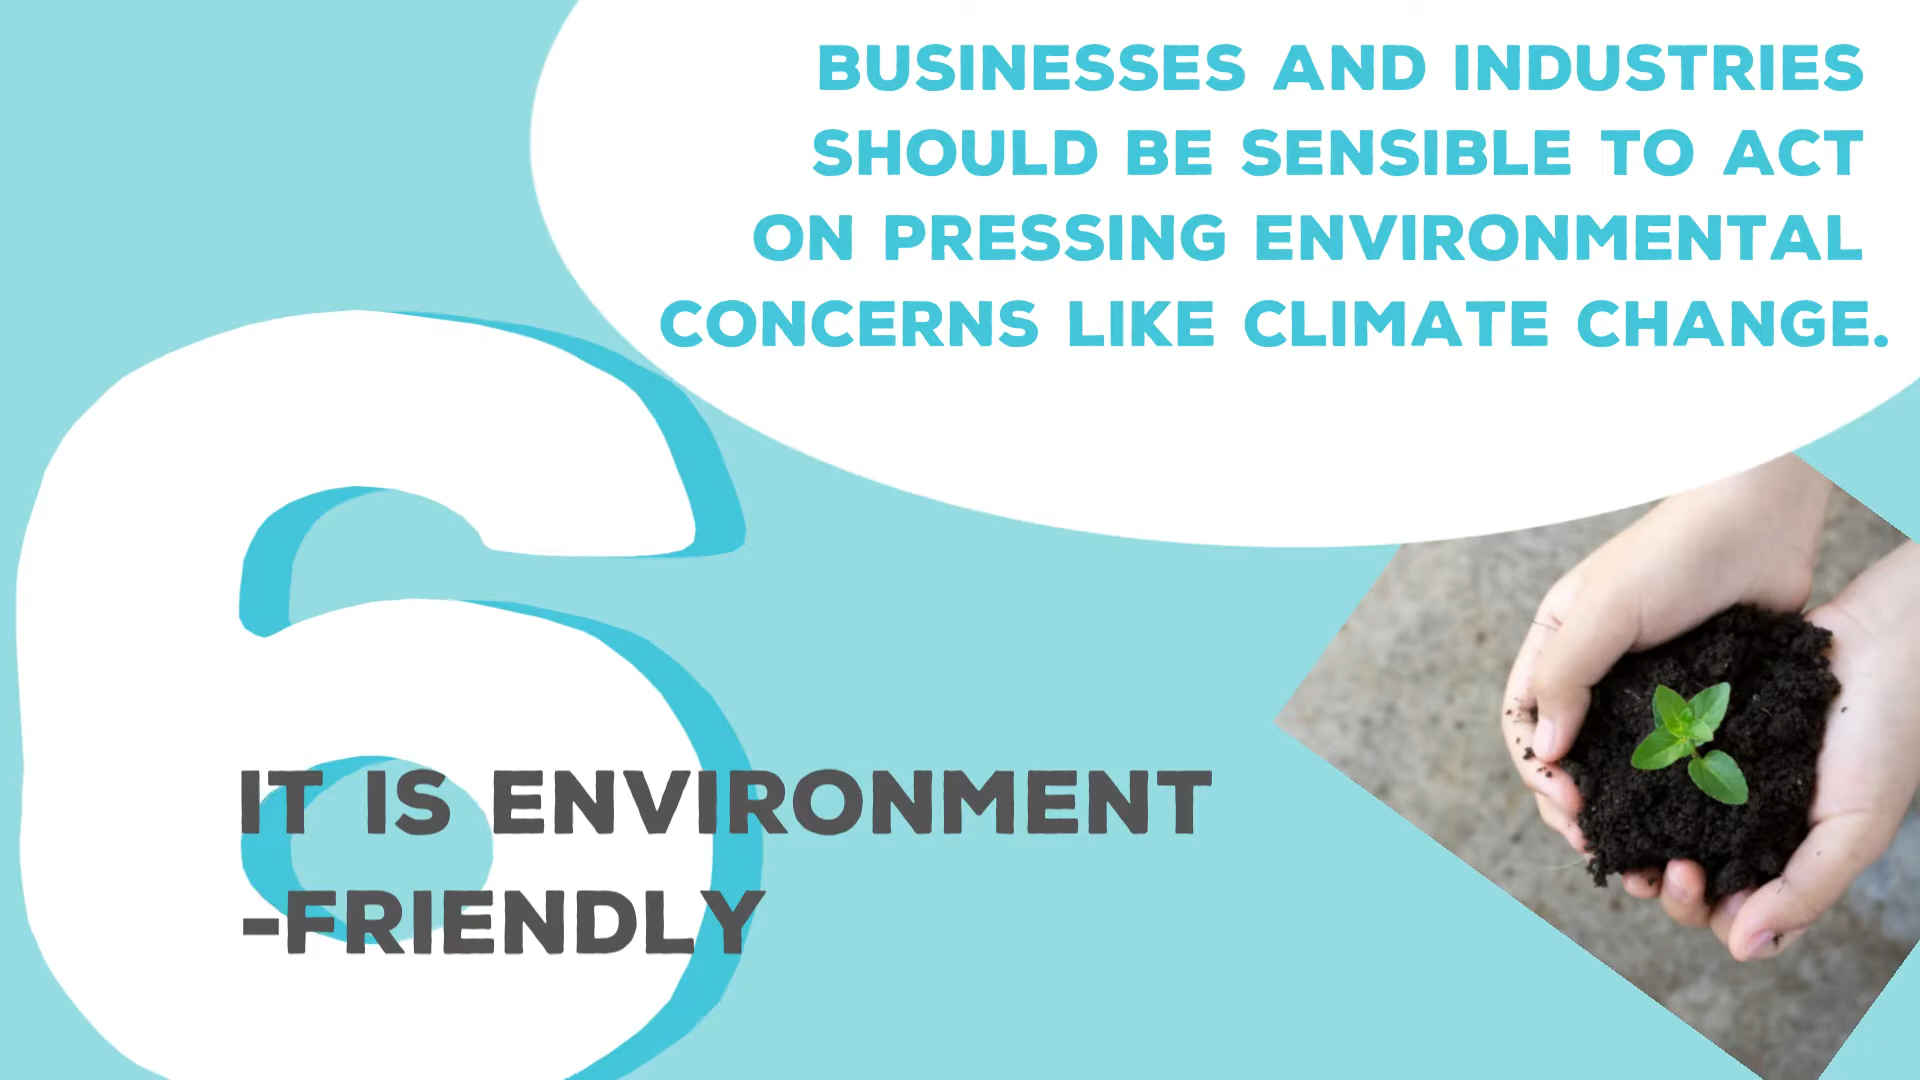 BUSINESSES AND INDUSTRIES
SHOULD BE SENSIBLE TO ACT
ON PRESSING ENVIRONMENTAL
CONCERNS LIKE CLIMATE CHANGE.
6
IT IS ENVIRONMENT
-FRIENDLY